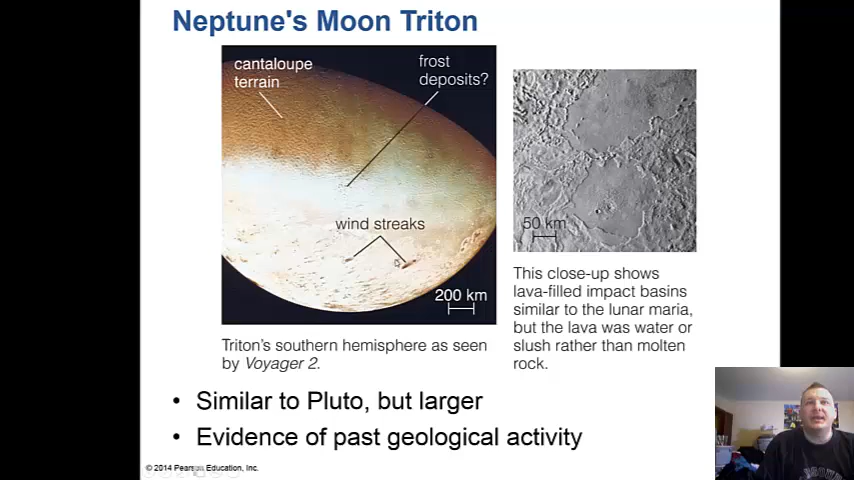 Neptune's Moon Triton
cantaloupe
terrain
frost
deposits?
wind streaks
200 km
50 km
Triton's southern hemisphere as seen
by Voyager 2.
This close-up shows
lava-filled impact basins
similar to the lunar maria,
but the lava was water or
slush rather than molten
rock.
• Similar to Pluto, but larger
• Evidence of past geological activity
© 2014 Pearson Education, Inc.